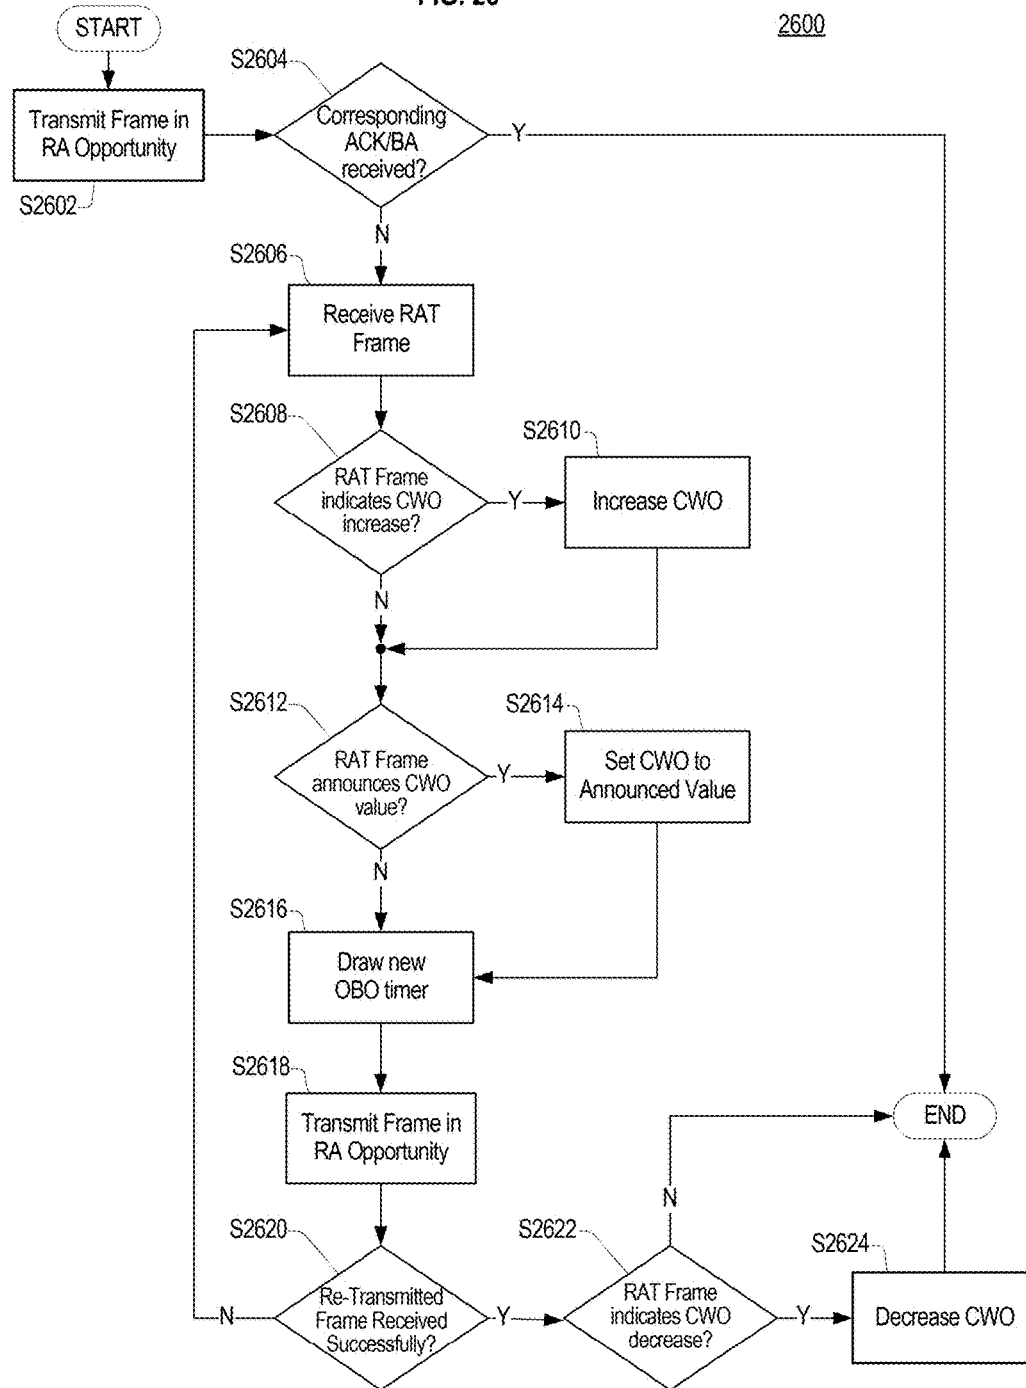 2600
START
S2604
Transmit Frame in
RA Opportunity
Corresponding
ACK/BA
received?
Y
S2602
N
S2606
Receive RAT
Frame
S2608
S2610
RAT Frame
indicates CWO
increase?
Y
Increase CWO
N
S2612
S2614
RAT Frame
announces CWO
value?
Y
Set CWO to
Announced Value
N
S2616
Draw new
OBO timer
S2618
Transmit Frame in
RA Opportunity
END
N
S2620
S2622
S2624
Re-Transmitted
Frame Received
Successfully?
N
Y
RAT Frame
indicates CWO
decrease?
Y
Decrease CWO